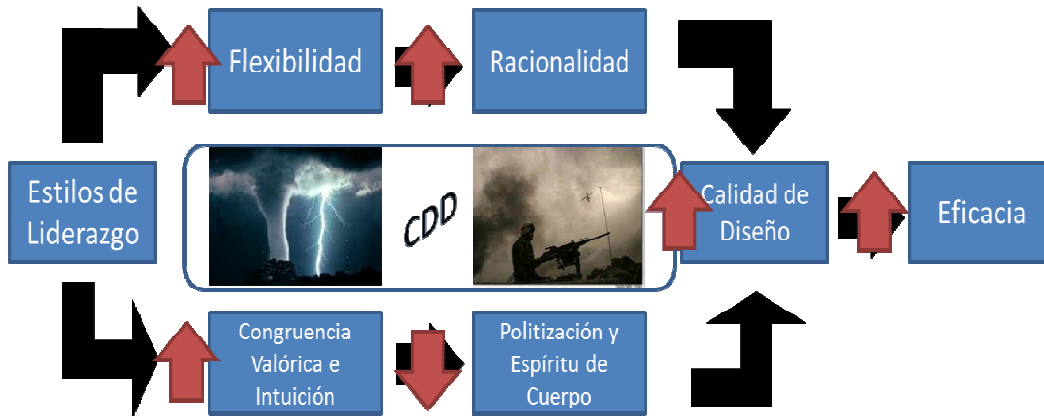 Flexibilidad
Racionalidad
Estilos de
Liderazgo
CDD
Calidad de
Diseño
Eficacia
Congruencia
Valórica e
Intuición
Politización y
Espíritu de
Cuerpo